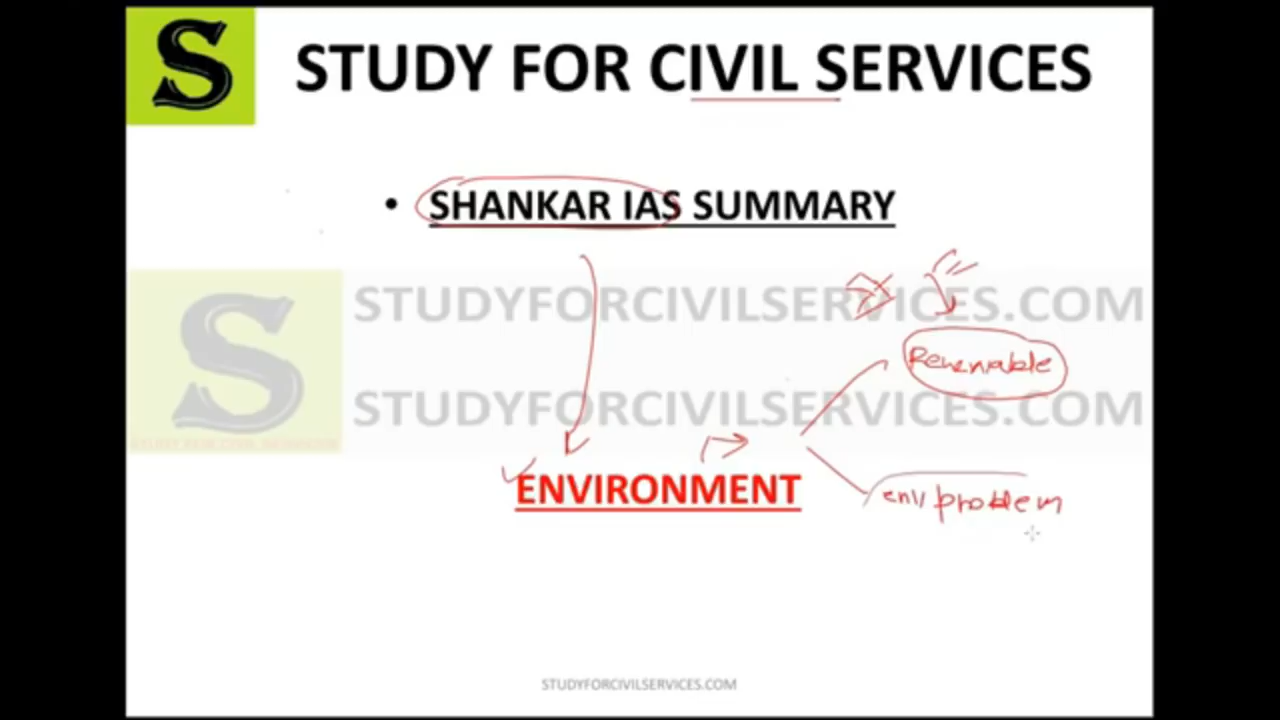 S STUDY FOR CIVIL SERVICES
• SHANKAR IAS SUMMARY
STUDYFORCIVILSERVICES.COM
Renewable
S STUDYFORCIVILSERVICES.COM
ENVIRONMENT
env problem
STUDYFORCIVILSERVICES.COM